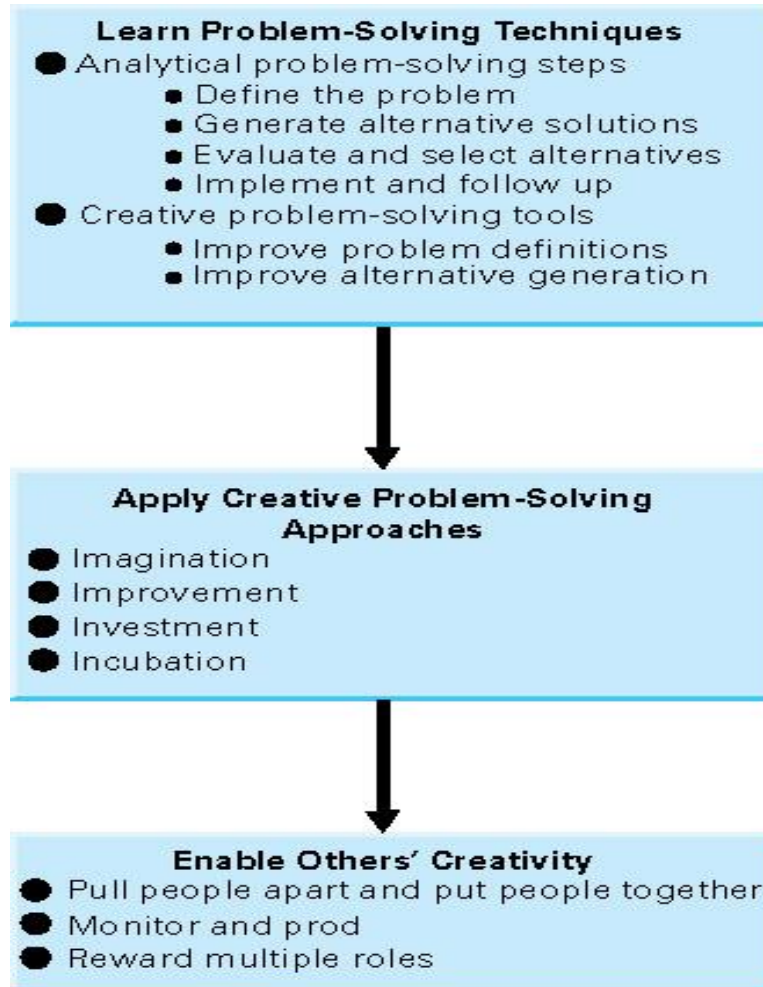 Learn Problem-Solving Techniques
● Analytical problem-solving steps
● Define the problem
● Generate alternative solutions
● Evaluate and select alternatives
● Implement and follow up
● Creative problem-solving tools
● Improve problem definitions
● Improve alternative generation
Apply Creative Problem-Solving
Approaches
● Imagination
● Improvement
● Investment
● Incubation
Enable Others’ Creativity
● Pull people apart and put people together
● Monitor and prod
● Reward multiple roles